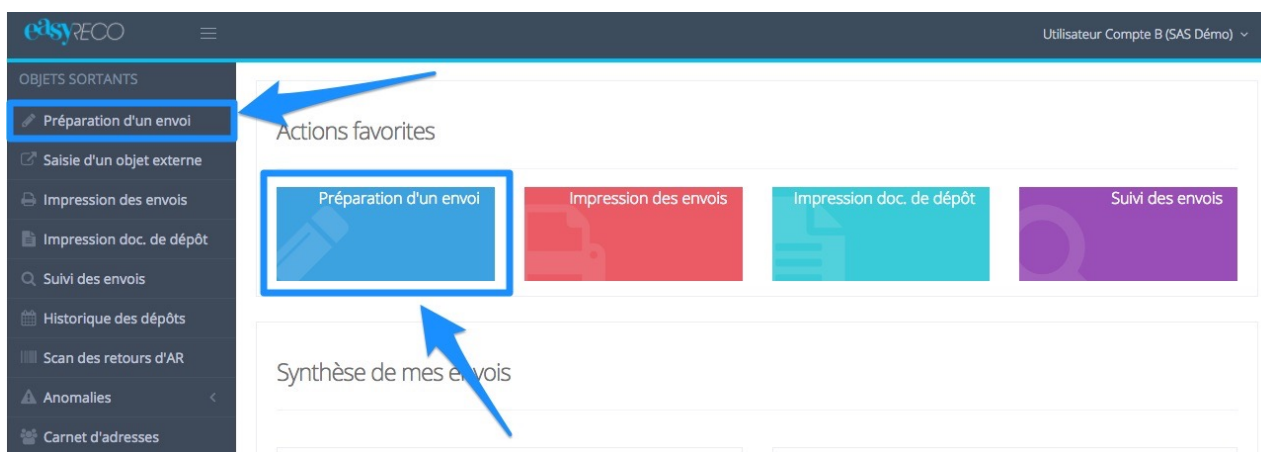 easyRECO
Utilisateur Compte B (SAS Démo)
OBJETS SORTANTS
Préparation d'un envoi
Saisie d'un objet externe
Impression des envois
Impression doc. de dépôt
Suivi des envois
Historique des dépôts
Scan des retours d'AR
Anomalies
Carnet d'adresses
Actions favorites
Préparation d'un envoi
Impression des envois
Impression doc. de dépôt
Suivi des envois
Synthèse de mes envois